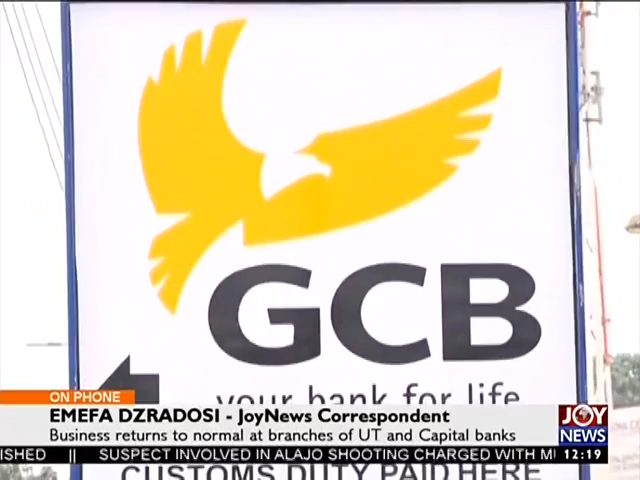 GCB
your bank for life
ON PHONE
EMEFA DZRADOSI - JoyNews Correspondent
Business returns to normal at branches of UT and Capital banks
JOY
NEWS
ISHED || SUSPECT INVOLVED IN ALAJO SHOOTING CHARGED WITH MI
12:19
CUSTOMS DUTY PAID HERE